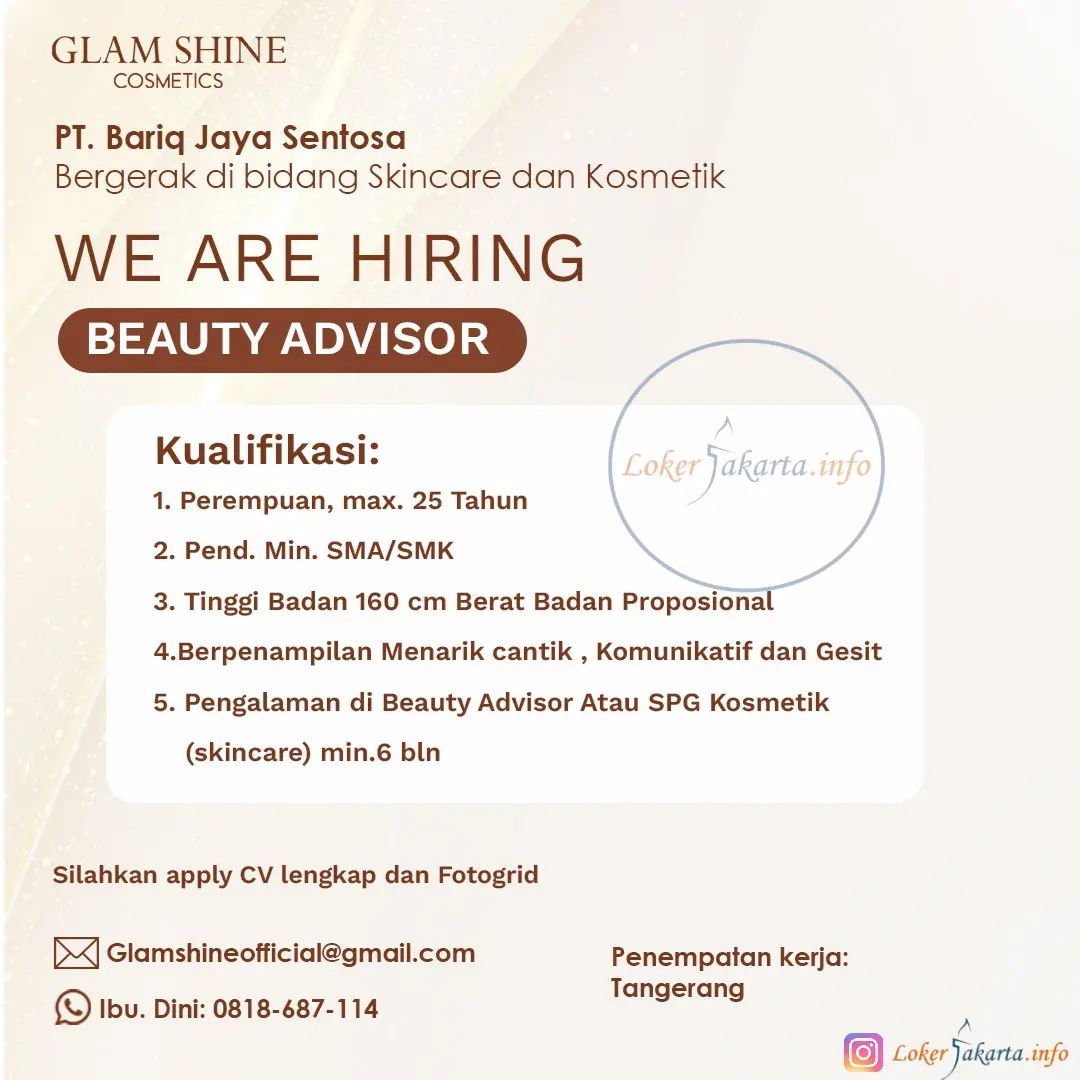 GLAM SHINE
COSMETICS
PT. Bariq Jaya Sentosa
Bergerak di bidang Skincare dan Kosmetik
WE ARE HIRING
BEAUTY ADVISOR
Loker Jakarta.info
Kualifikasi:
1. Perempuan, max. 25 Tahun
2. Pend. Min. SMA/SMK
3. Tinggi Badan 160 cm Berat Badan Proposional
4.Berpenampilan Menarik cantik , Komunikatif dan Gesit
5. Pengalaman di Beauty Advisor Atau SPG Kosmetik
(skincare) min.6 bln
Silahkan apply CV lengkap dan Fotogrid
Glamshineofficial@gmail.com
Ibu. Dini: 0818-687-114
Penempatan kerja:
Tangerang
Loker Jakarta.info